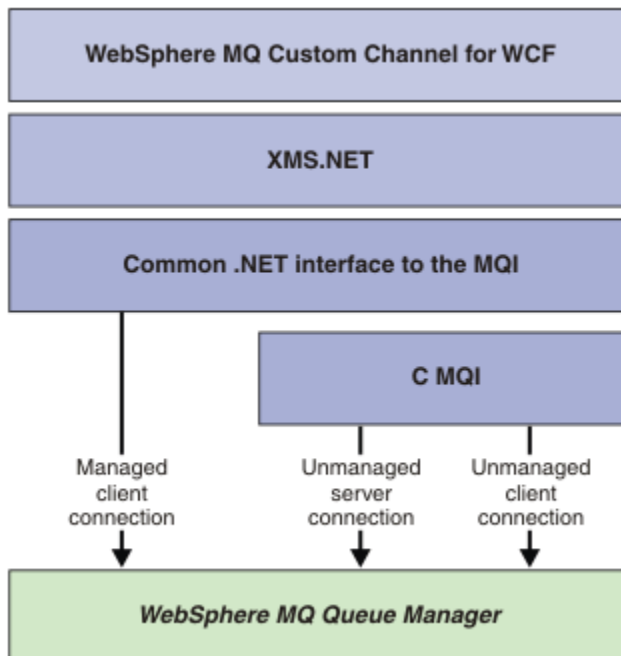 WebSphere MQ Custom Channel for WCF
XMS.NET
Common .NET interface to the MQI
C MQI
Managed
client
connection
Unmanaged
server
connection
Unmanaged
client
connection
WebSphere MQ Queue Manager